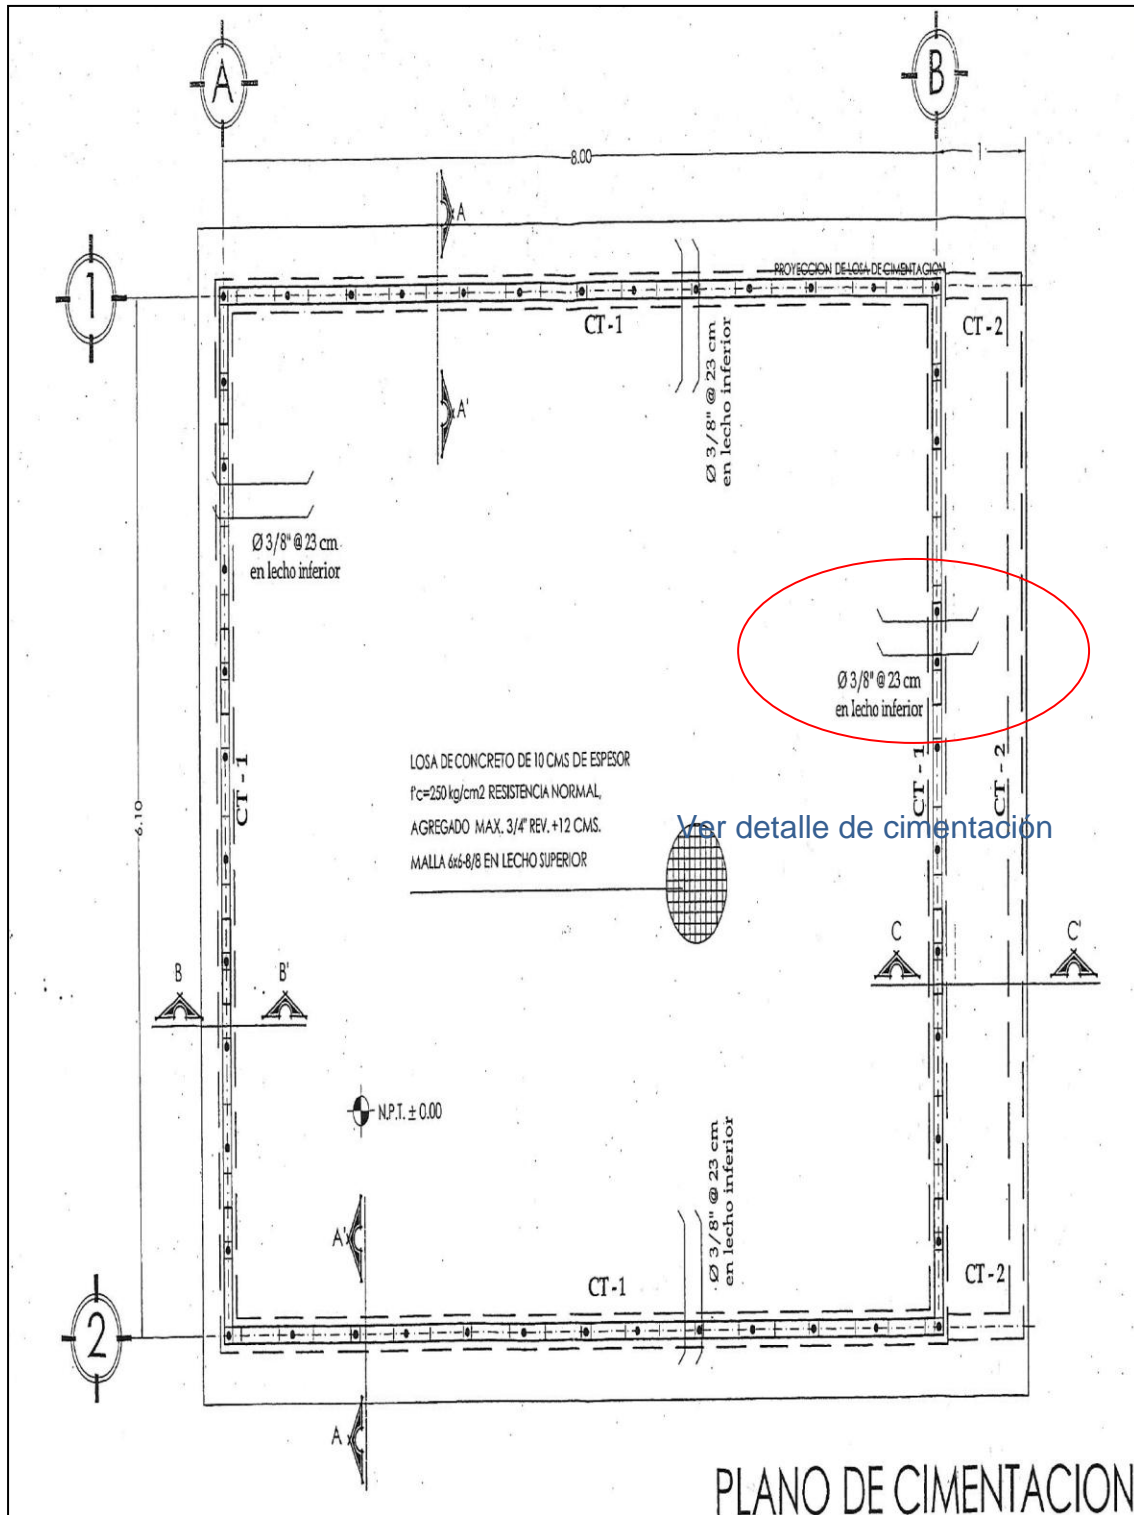 A
B
8.00
1
A
1
PROYECCION DE LOSA DE CIMENTACION
CT-1
CT-2
A'
Ø 3/8" @ 23 cm
en lecho inferior
Ø 3/8" @ 23 cm
en lecho inferior
Ø 3/8" @ 23 cm
en lecho inferior
6.10
CT-1
LOSA DE CONCRETO DE 10 CMS DE ESPESOR
f'c=250 kg/cm2 RESISTENCIA NORMAL,
AGREGADO MAX. 3/4" REV. +12 CMS.
MALLA 6x6-8/8 EN LECHO SUPERIOR
CT-1
CT-2
Ver detalle de cimentación
B
B'
C
C'
N.P.T. ± 0.00
Ø 3/8" @ 23 cm
en lecho inferior
A'
CT-1
CT-2
2
A
PLANO DE CIMENTACION